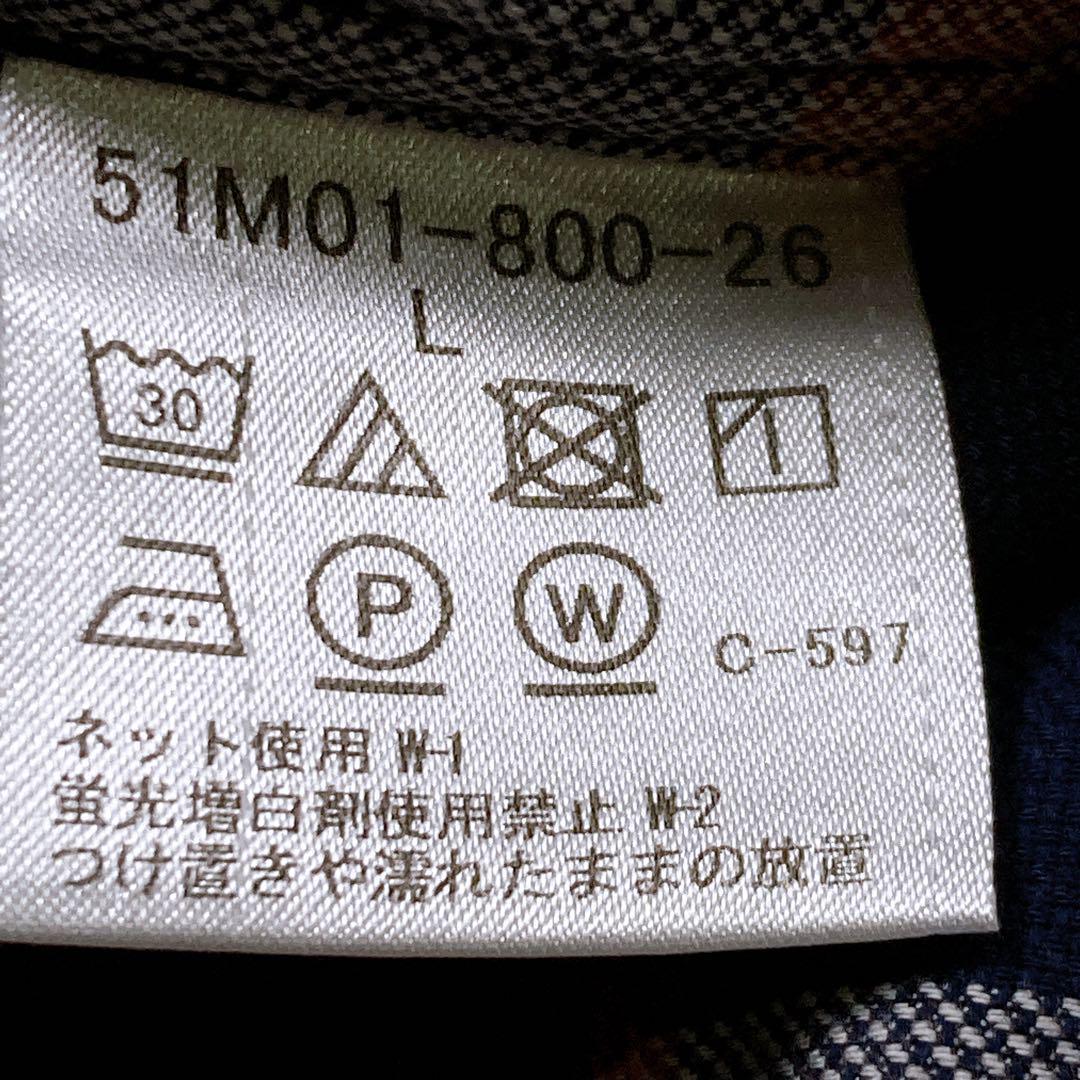 51M01-800-26
L
30
P W C-597
ネット使用 W-1
蛍光増白剤使用禁止 W-2
つけ置きや濡れたままの放置